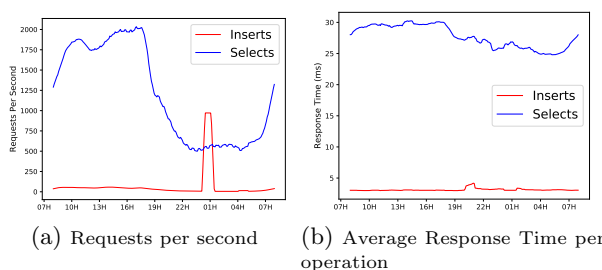 2000
1750
1500
1250
1000
750
500
250
0
Requests Per Second
Inserts
Selects
07H 10H 13H 16H 19H 22H 01H 04H 07H
30
25
20
15
10
5
Response Time (ms)
Inserts
Selects
07H 10H 13H 16H 19H 22H 01H 04H 07H
(a) Requests per second
(b) Average Response Time per
operation